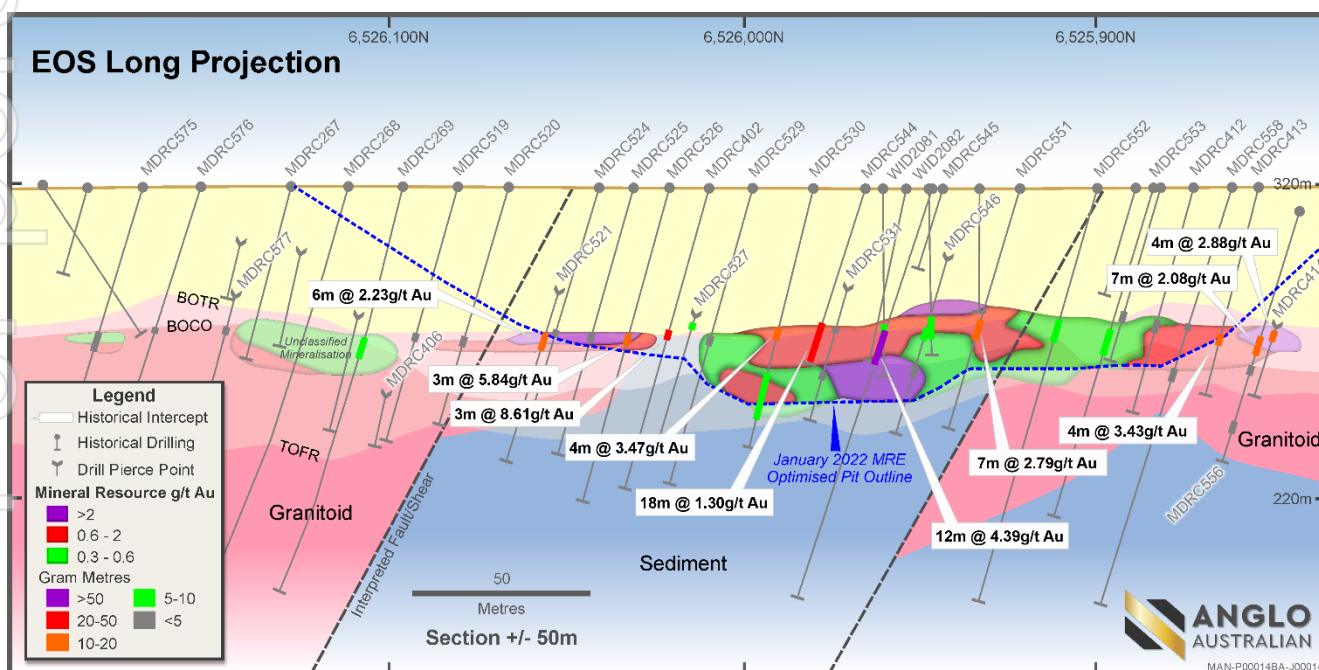 6,526,100N
6,526,000N
6,525,900N
EOS Long Projection
MDRC575
MDRC576
MDRC267
MDRC268
MDRC269
MDRC519
MDRC520
MDRC524
MDRC525
MDRC526
MDRC402
MDRC529
MDRC530
MDRC544
WID2081
WID2082
MDRC545
MDRC551
MDRC552
MDRC553
MDRC412
MDRC558
MDRC413
320m
MDRC577
MDRC521
MDRC527
MDRC531
MDRC546
4m @ 2.88g/t Au
7m @ 2.08g/t Au
MDRC414
6m @ 2.23g/t Au
BOTR
BOCO
Unclassified
Mineralisation
MDRC406
3m @ 5.84g/t Au
3m @ 8.61g/t Au
4m @ 3.47g/t Au
18m @ 1.30g/t Au
January 2022 MRE
Optimised Pit Outline
7m @ 2.79g/t Au
12m @ 4.39g/t Au
4m @ 3.43g/t Au
MDRC556
Granitoid
220m
TOFR
Granitoid
Interpreted Fault/Shear
Sediment
Legend
Historical Intercept
Historical Drilling
Drill Pierce Point
Mineral Resource g/t Au
>2
0.6 - 2
0.3 - 0.6
Gram Metres
>50 5-10
20-50 <5
10-20
50
Metres
Section +/- 50m
ANGLO
AUSTRALIAN
MAN-P00014BA-J00014